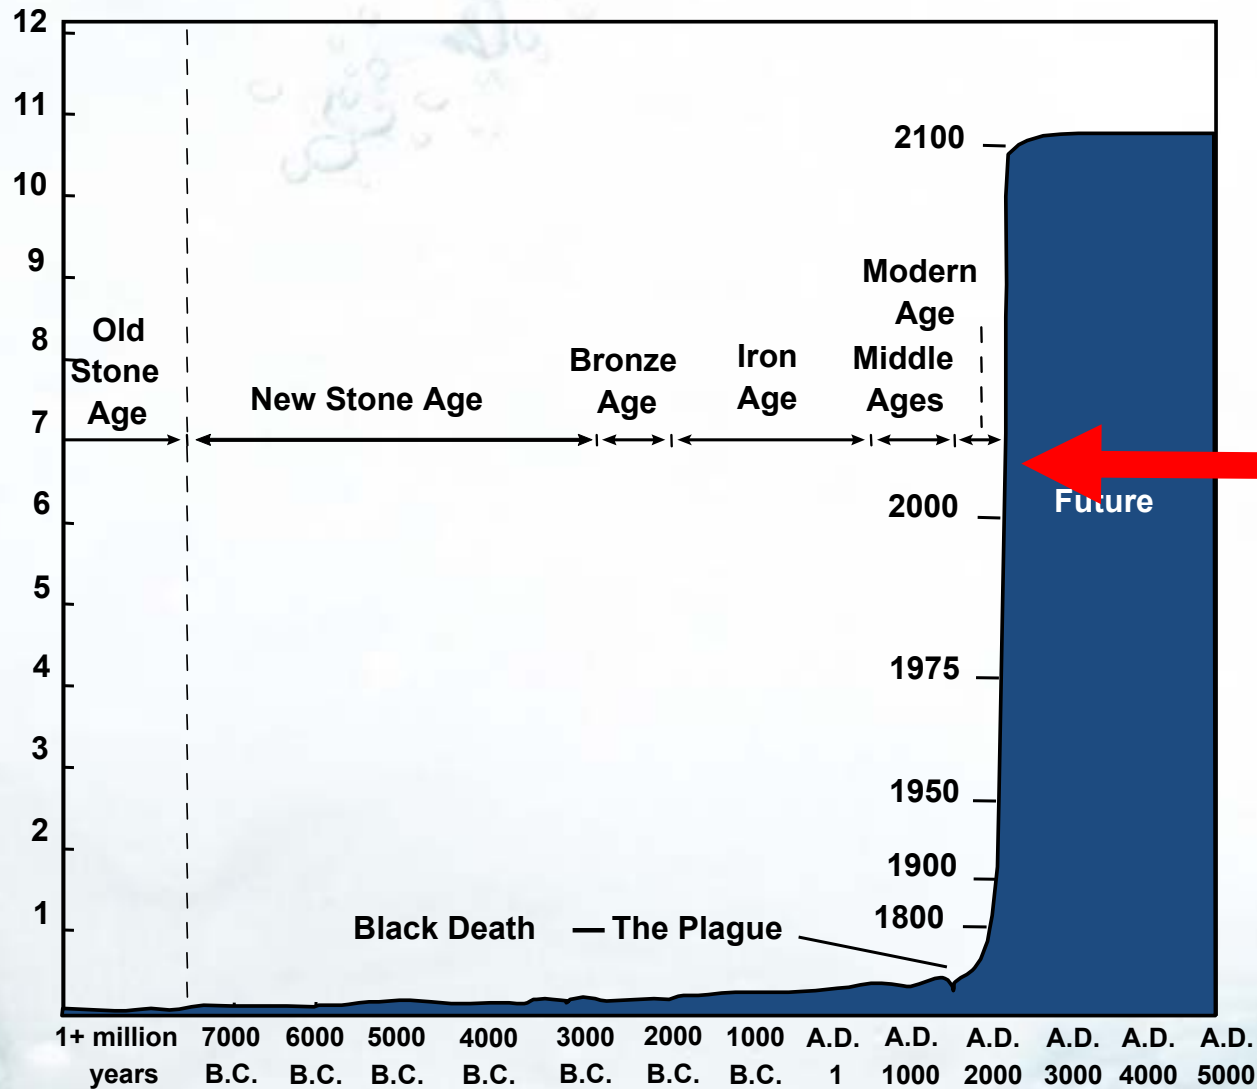 12
11
10
9
8
7
6
5
4
3
2
1
Old
Stone
Age
New Stone Age
Bronze
Age
Iron
Age
Middle
Ages
Modern
Age
2100
2000
1975
1950
1900
1800
Future
Black Death — The Plague
1+ million 7000 6000 5000 4000 3000 2000 1000 A.D. A.D. A.D. A.D. A.D. A.D.
years B.C. B.C. B.C. B.C. B.C. B.C. B.C. 1 1000 2000 3000 4000 5000